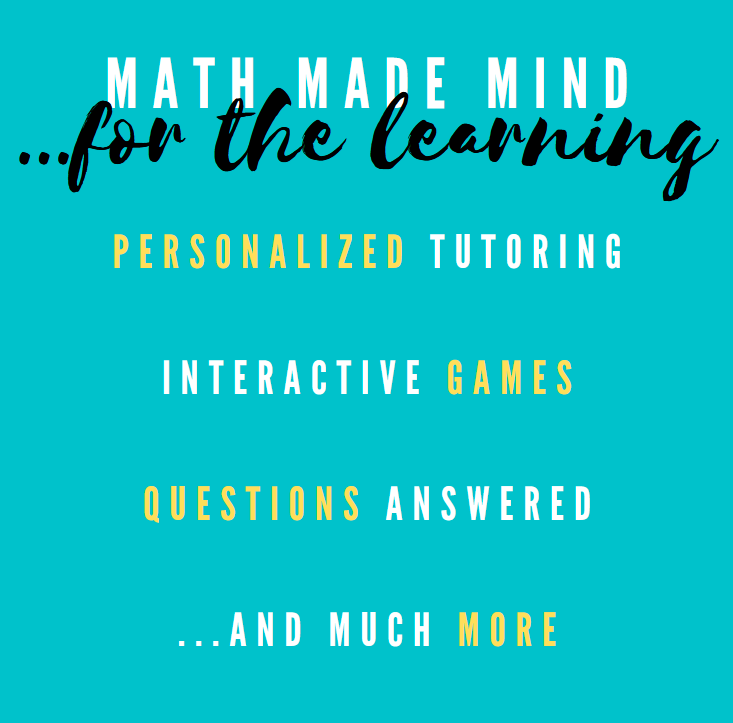 MATH MADE MIND
...for the learning
PERSONALIZED TUTORING
INTERACTIVE GAMES
QUESTIONS ANSWERED
...AND MUCH MORE